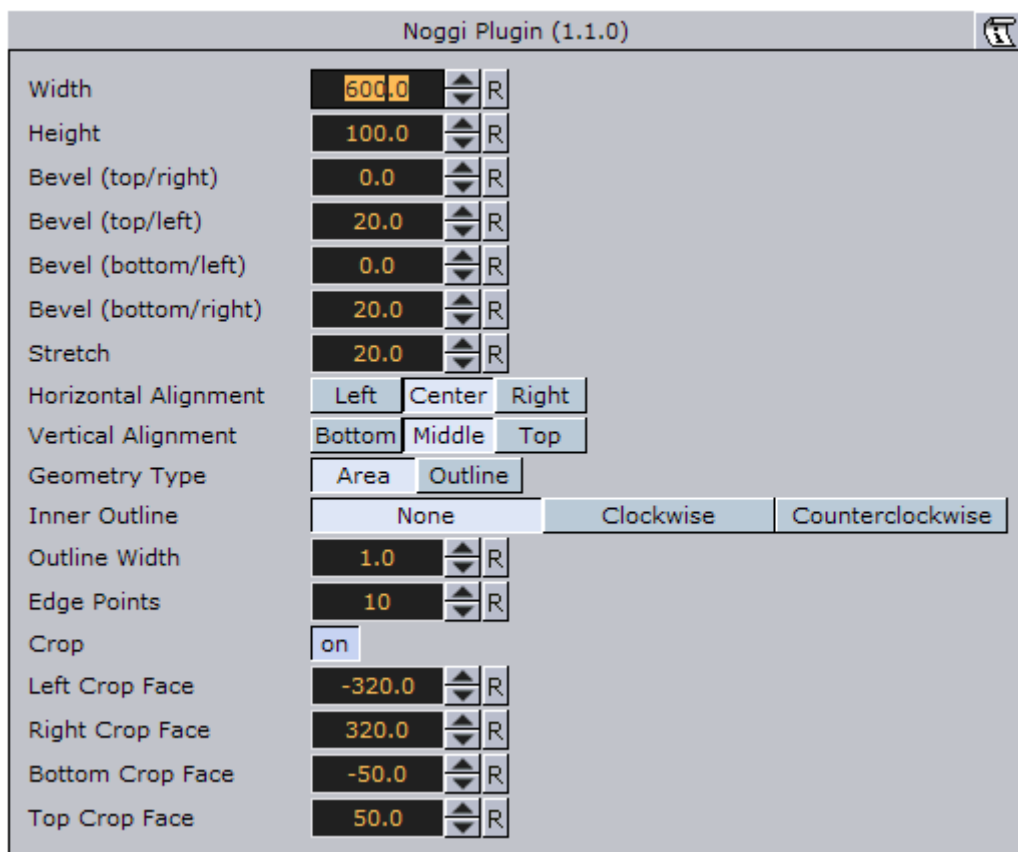 Noggi Plugin (1.1.0)
Width 600.0 R
Height 100.0 R
Bevel (top/right) 0.0 R
Bevel (top/left) 20.0 R
Bevel (bottom/left) 0.0 R
Bevel (bottom/right) 20.0 R
Stretch 20.0 R
Horizontal Alignment Left Center Right
Vertical Alignment Bottom Middle Top
Geometry Type Area Outline
Inner Outline None Clockwise Counterclockwise
Outline Width 1.0 R
Edge Points 10 R
Crop on
Left Crop Face -320.0 R
Right Crop Face 320.0 R
Bottom Crop Face -50.0 R
Top Crop Face 50.0 R